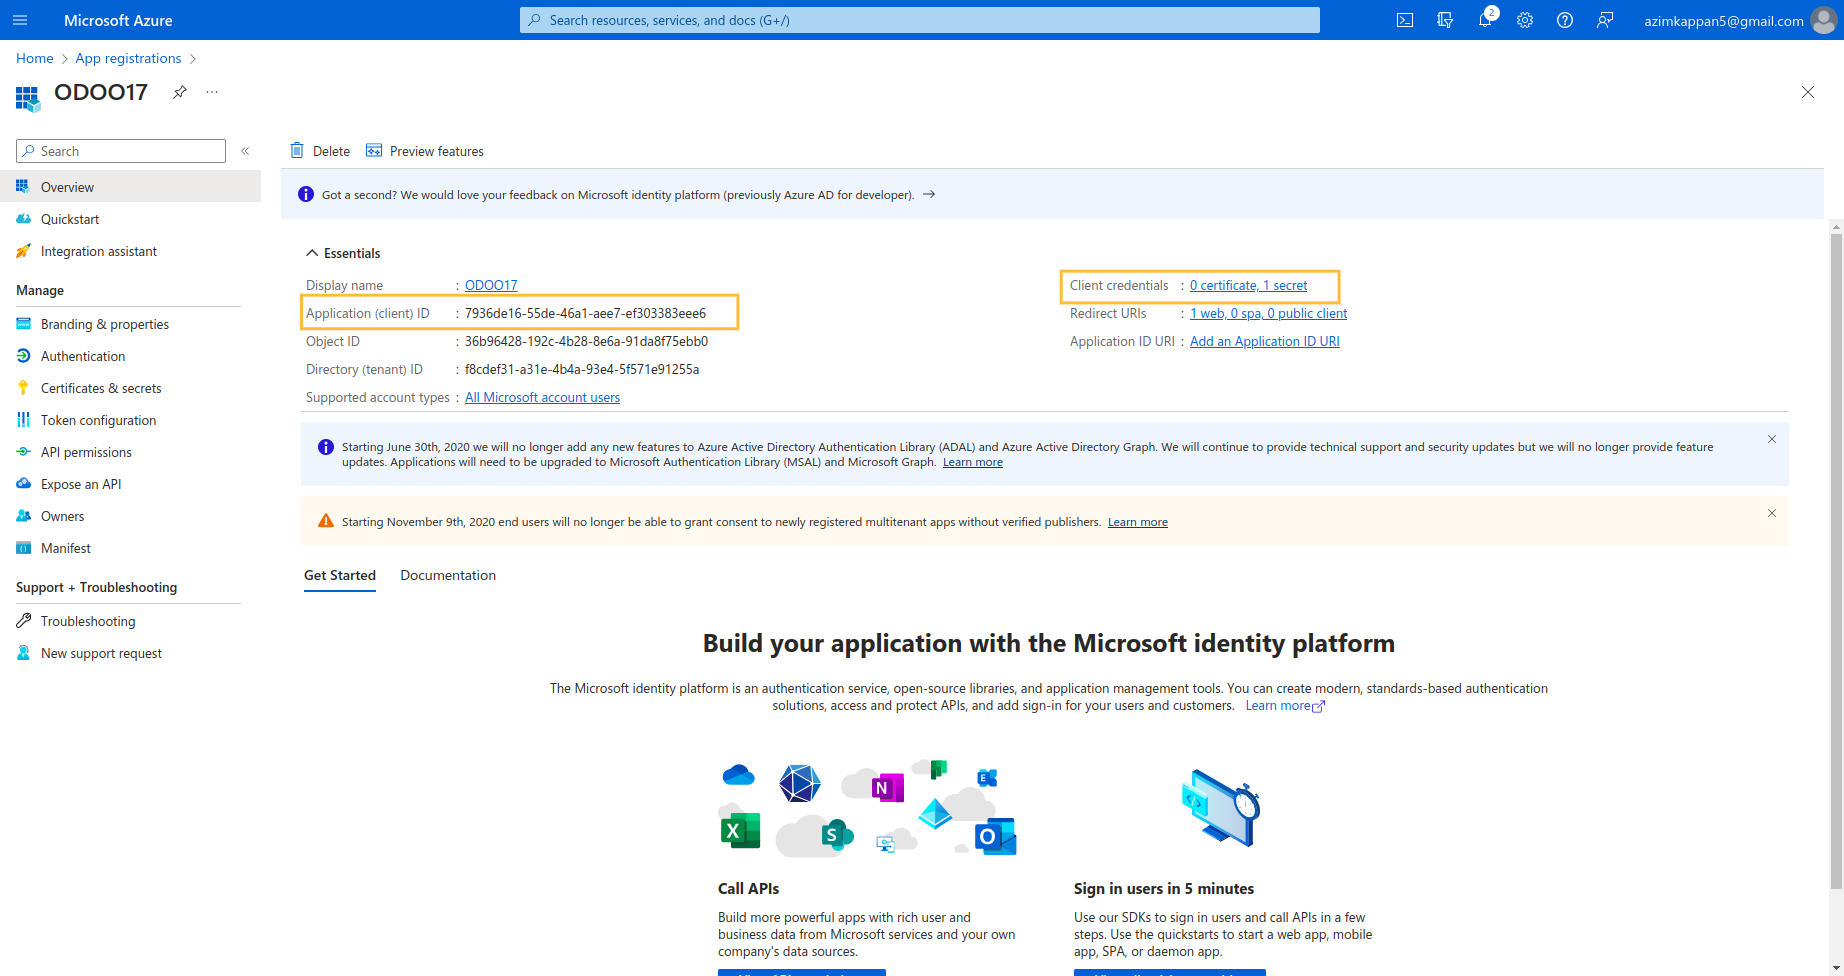 Microsoft Azure
Search resources, services, and docs (G+/)
2
azimkappan5@gmail.com
Home > App registrations >
ODOO17
Search
Overview
Quickstart
Integration assistant
Manage
Branding & properties
Authentication
Certificates & secrets
Token configuration
API permissions
Expose an API
Owners
Manifest
Support + Troubleshooting
Troubleshooting
New support request
Delete
Preview features
Got a second? We would love your feedback on Microsoft identity platform (previously Azure AD for developer). →
Essentials
Display name : ODOO17
Application (client) ID : 7936de16-55de-46a1-aee7-ef303383eee6
Object ID : 36b96428-192c-4b28-8e6a-91da8f75ebb0
Directory (tenant) ID : f8cdef31-a31e-4b4a-93e4-5f571e91255a
Supported account types : All Microsoft account users
Client credentials : 0 certificate, 1 secret
Redirect URIs : 1 web, 0 spa, 0 public client
Application ID URI : Add an Application ID URI
Starting June 30th, 2020 we will no longer add any new features to Azure Active Directory Authentication Library (ADAL) and Azure Active Directory Graph. We will continue to provide technical support and security updates but we will no longer provide feature
updates. Applications will need to be upgraded to Microsoft Authentication Library (MSAL) and Microsoft Graph. Learn more
Starting November 9th, 2020 end users will no longer be able to grant consent to newly registered multitenant apps without verified publishers. Learn more
Get Started
Documentation
Build your application with the Microsoft identity platform
The Microsoft identity platform is an authentication service, open-source libraries, and application management tools. You can create modern, standards-based authentication
solutions, access and protect APIs, and add sign-in for your users and customers. Learn more
N
E
X
S
O
Call APIs
Build more powerful apps with rich user and
business data from Microsoft services and your own
company's data sources.
Sign in users in 5 minutes
Use our SDKs to sign in users and call APIs in a few
steps. Use the quickstarts to start a web app, mobile
app, SPA, or daemon app.